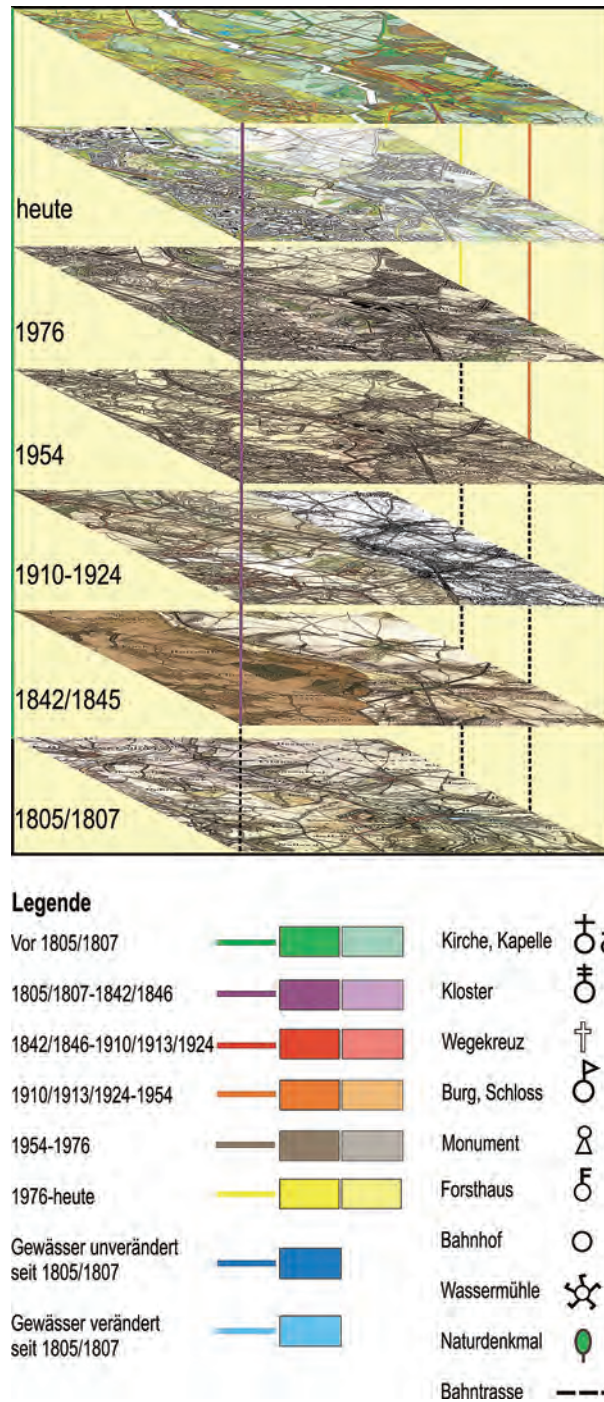 heute
1976
1954
1910-1924
1842/1845
1805/1807
Legende
Vor 1805/1807
1805/1807-1842/1846
1842/1846-1910/1913/1924
1910/1913/1924-1954
1954-1976
1976-heute
Gewässer unverändert
seit 1805/1807
Gewässer verändert
seit 1805/1807
Kirche, Kapelle
Kloster
Wegekreuz
Burg, Schloss
Monument
Forsthaus
Bahnhof
Wassermühle
Naturdenkmal
Bahntrasse